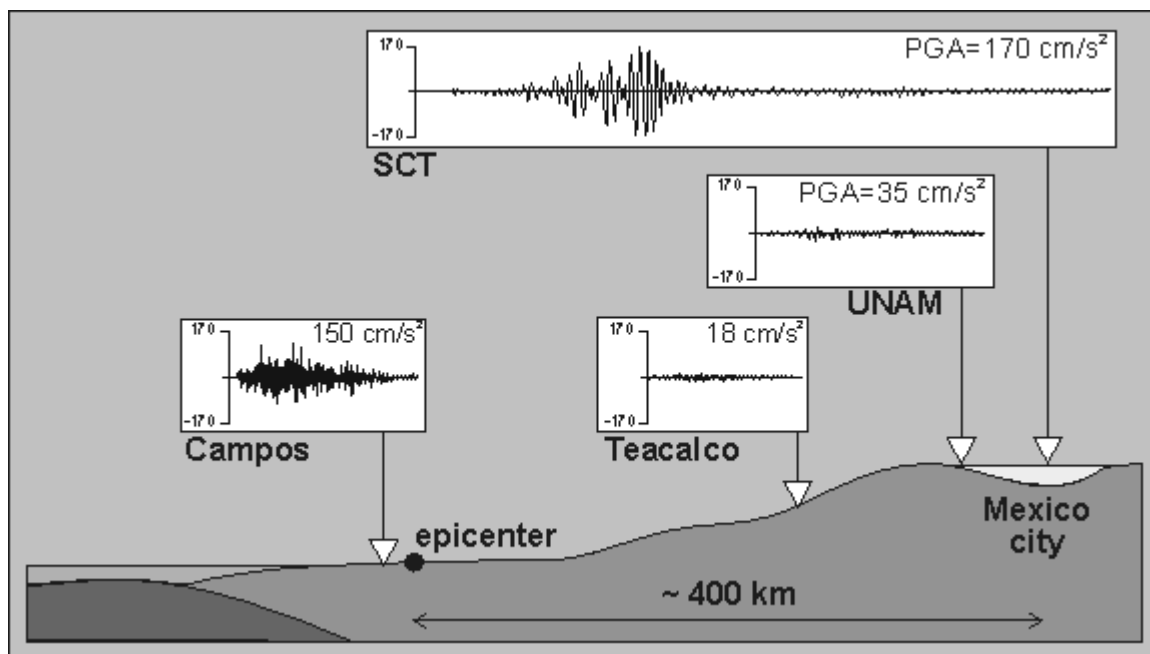 170
PGA=170 cm/s²
-170
SCT
170
PGA=35 cm/s²
-170
UNAM
170
150 cm/s²
-170
Campos
170
18 cm/s²
-170
Teacalco
Mexico
city
epicenter
~ 400 km